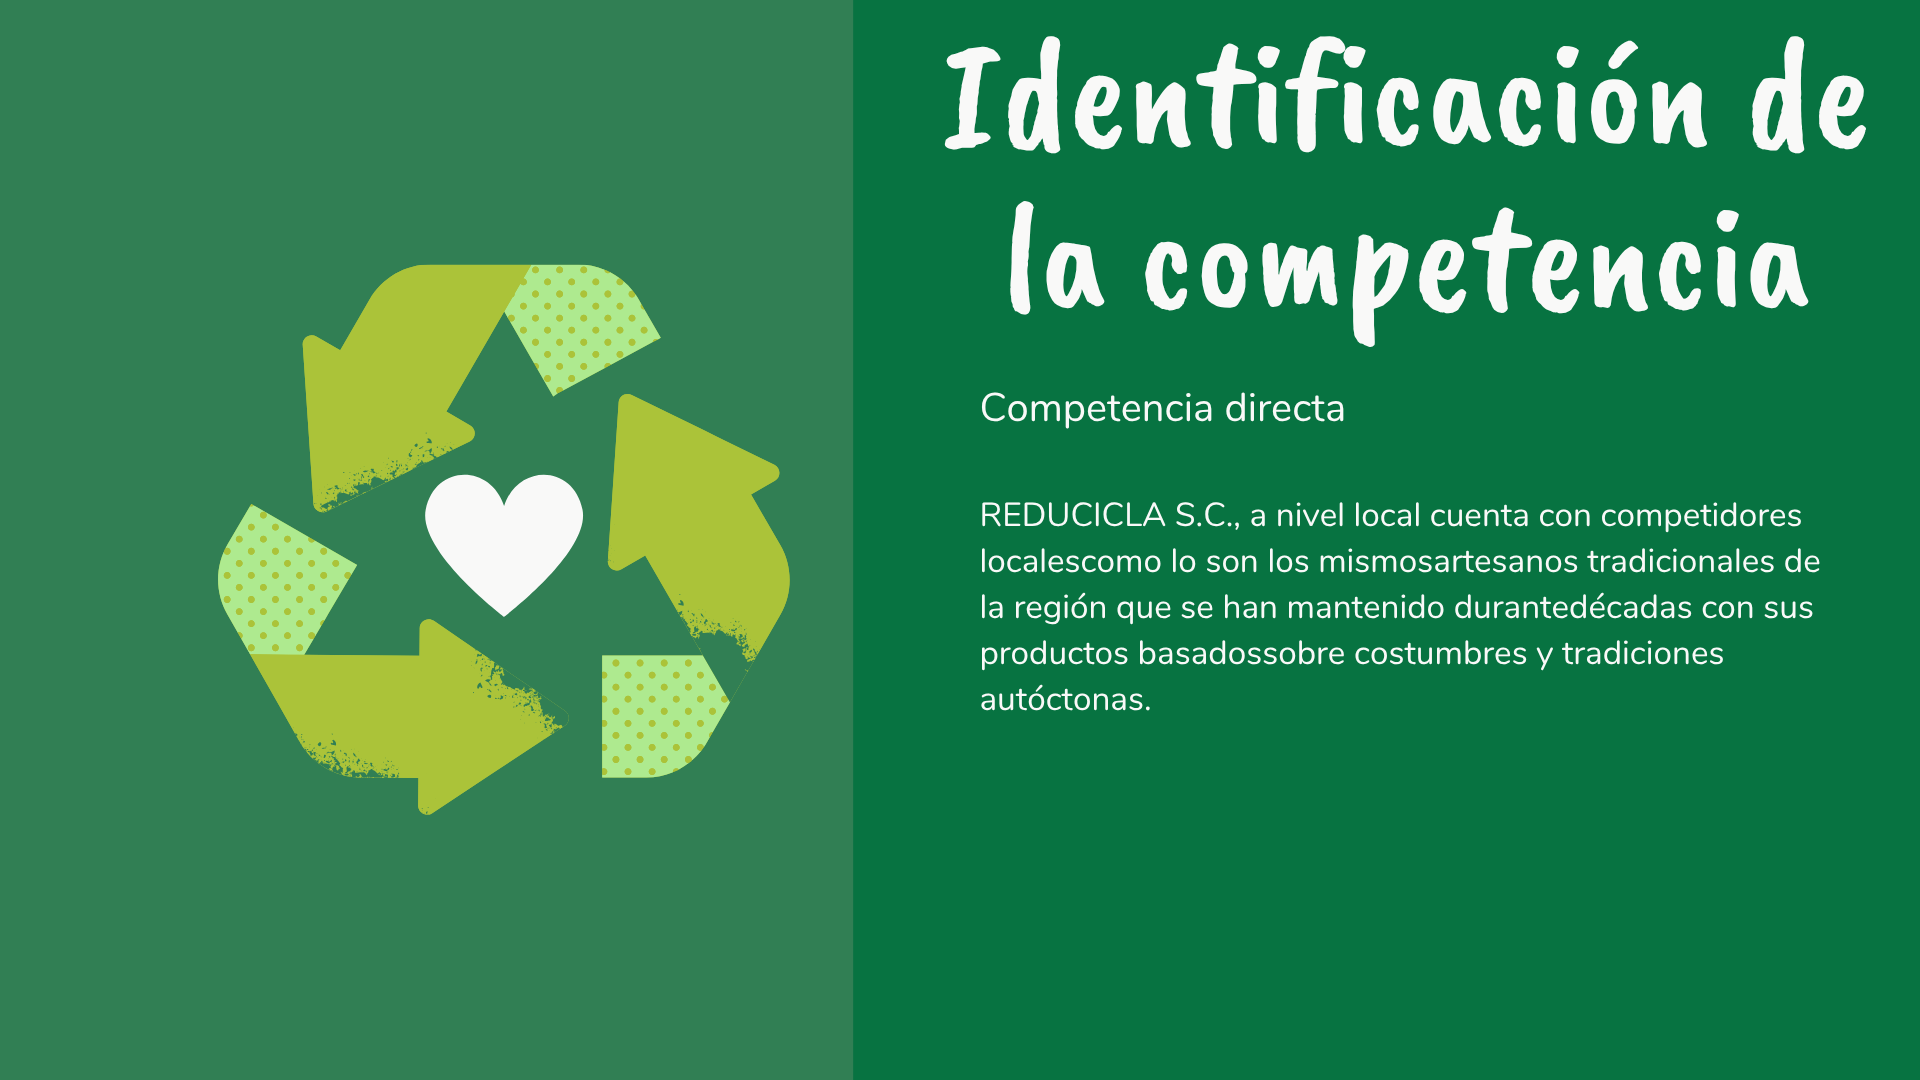 Identificación de
la competencia
Competencia directa
REDUCICLA S.C., a nivel local cuenta con competidores
localescomo lo son los mismosartesanos tradicionales de
la región que se han mantenido durantedécadas con sus
productos basadossobre costumbres y tradiciones
autóctonas.